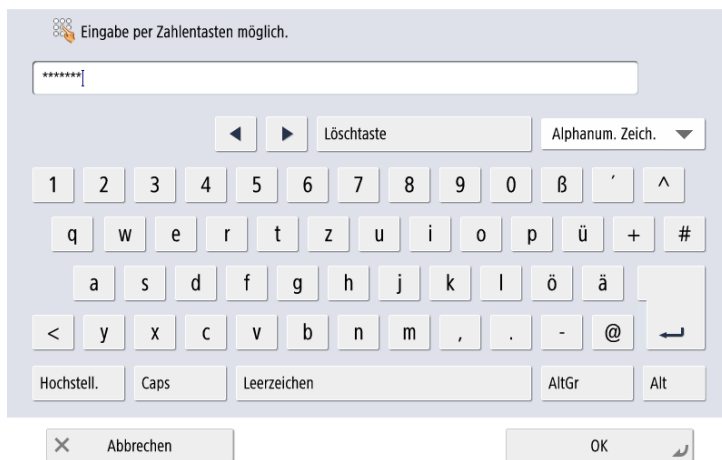 Eingabe per Zahlentasten möglich.
*******
Löschtaste Alphanum. Zeich.
1 2 3 4 5 6 7 8 9 0 ß ´ ^
q w e r t z u i o p ü + #
a s d f g h j k l ö ä
< y x c v b n m , . - @
Hochstell. Caps Leerzeichen AltGr Alt
Abbrechen OK